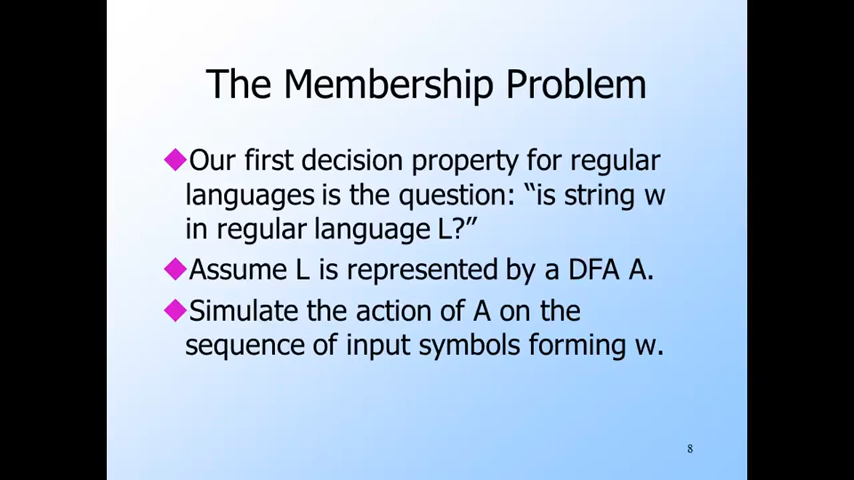 The Membership Problem
Our first decision property for regular
languages is the question: “is string w
in regular language L?”
Assume L is represented by a DFA A.
Simulate the action of A on the
sequence of input symbols forming w.
8